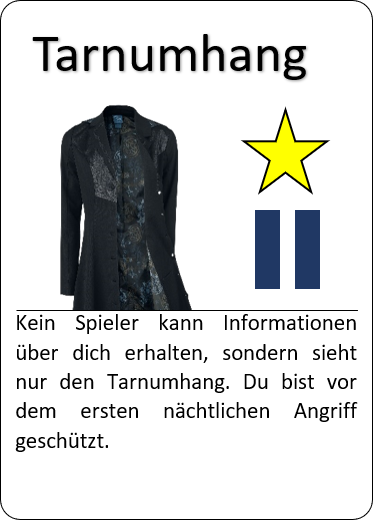 Tarnumhang
Kein Spieler kann Informationen
über dich erhalten, sondern sieht
nur den Tarnumhang. Du bist vor
dem ersten nächtlichen Angriff
geschützt.